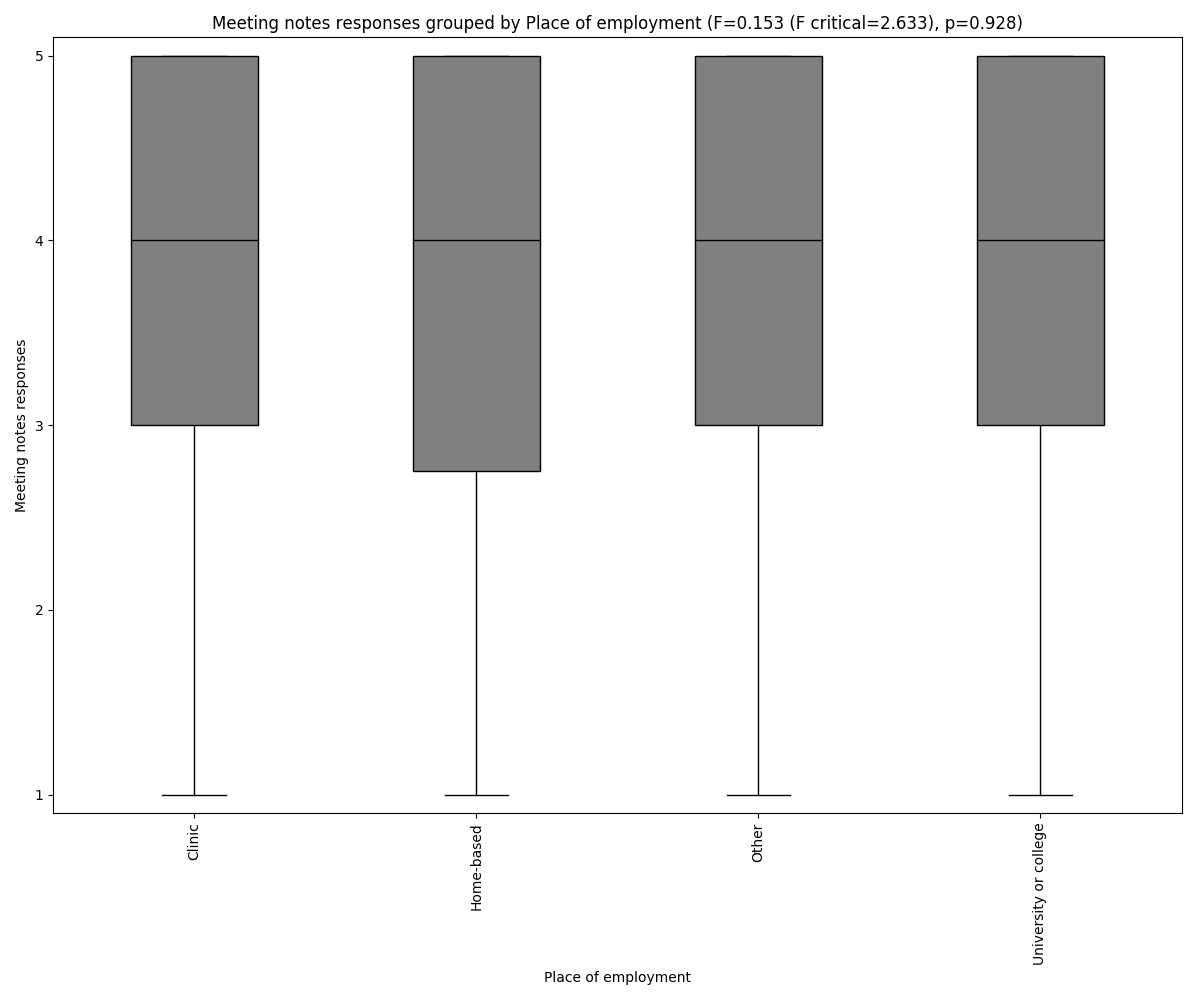 Meeting notes responses grouped by Place of employment (F=0.153 (F critical=2.633), p=0.928)
5
4
3
2
1
Meeting notes responses
Clinic
Home-based
Other
University or college
Place of employment